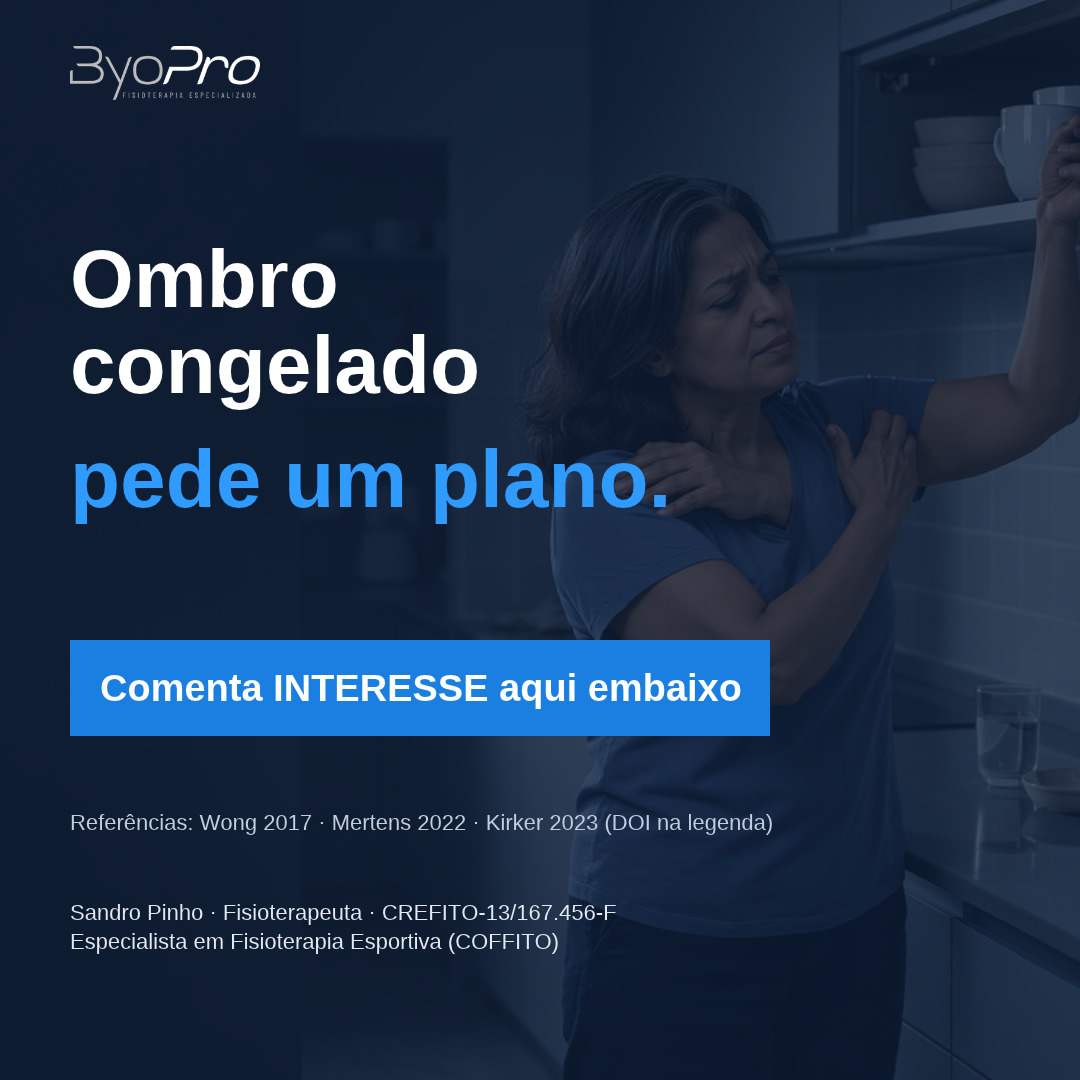 ByoPro
FISIOTERAPIA ESPECIALIZADA
Ombro
congelado
pede um plano.
Comenta INTERESSE aqui embaixo
Referências: Wong 2017 · Mertens 2022 · Kirker 2023 (DOI na legenda)
Sandro Pinho · Fisioterapeuta · CREFITO-13/167.456-F
Especialista em Fisioterapia Esportiva (COFFITO)